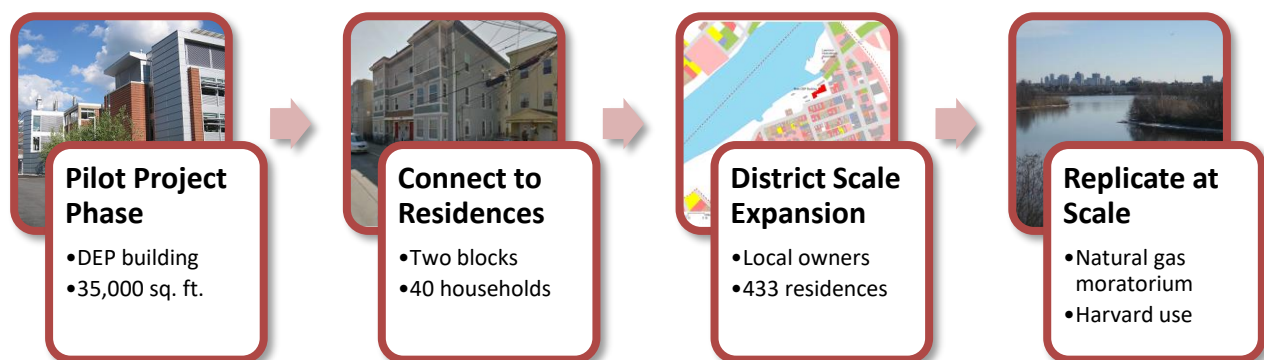 Pilot Project
Phase
•DEP building
•35,000 sq. ft.
Connect to
Residences
•Two blocks
•40 households
District Scale
Expansion
•Local owners
•433 residences
Replicate at
Scale
•Natural gas
moratorium
•Harvard use